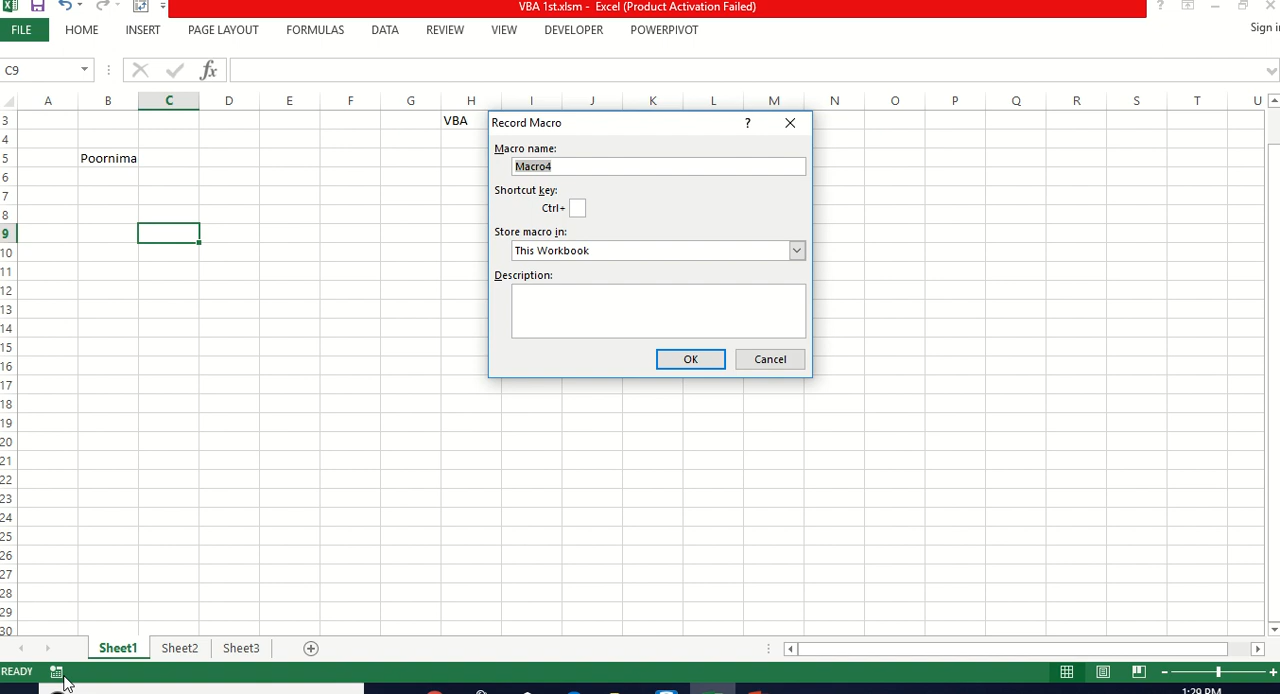 VBA 1st.xlsm - Excel (Product Activation Failed)
?
FILE HOME INSERT PAGE LAYOUT FORMULAS DATA REVIEW VIEW DEVELOPER POWERPIVOT
Sign
C9 fx
A B C D E F G H I J K L M N O P Q R S T U
3 VBA
4
5 Poornima
6
7
8
9
10
11
12
13
14
15
16
17
18
19
20
21
22
23
24
25
26
27
28
29
30
Record Macro ?
Macro name:
Macro4
Shortcut key:
Ctrl+
Store macro in:
This Workbook
Description:
OK Cancel
Sheet1 Sheet2 Sheet3
READY
1:29 PM